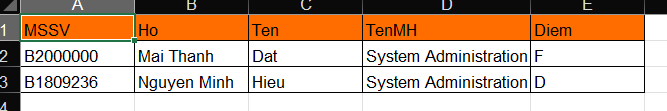 A B C D E
1 MSSV Ho Ten TenMH Diem
2 B2000000 Mai Thanh Dat System Administration F
3 B1809236 Nguyen Minh Hieu System Administration D